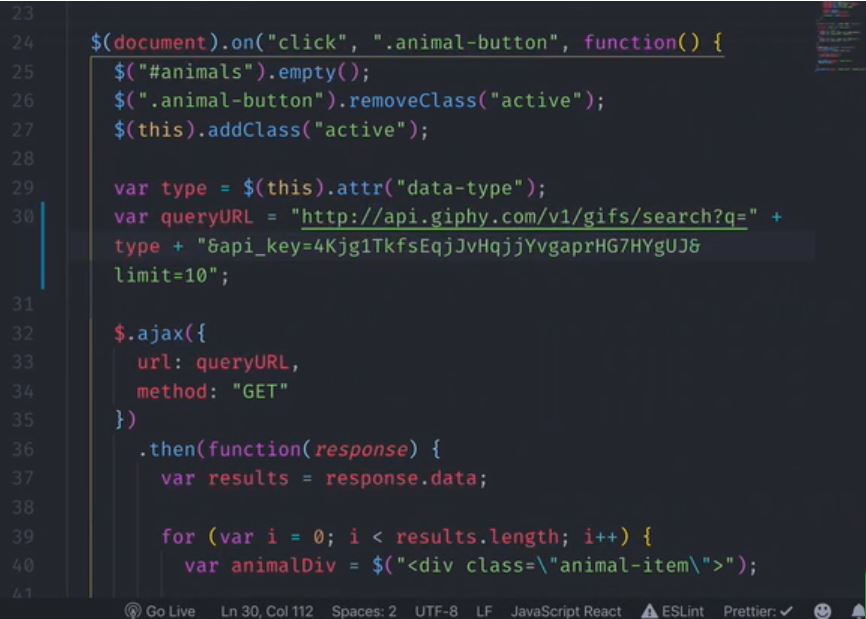 23
24 $(document).on("click", ".animal-button", function() {
25 $("#animals").empty();
26 $(".animal-button").removeClass("active");
27 $(this).addClass("active");
28
29 var type = $(this).attr("data-type");
30 var queryURL = "http://api.giphy.com/v1/gifs/search?q=" +
type + "&api_key=4Kjg1TkfsEqjJvHqjjYvgaprHG7HYgUJ&
limit=10";
31
32 $.ajax({
33 url: queryURL,
34 method: "GET"
35 })
36 .then(function(response) {
37 var results = response.data;
38
39 for (var i = 0; i < results.length; i++) {
40 var animalDiv = $("<div class=\"animal-item\">");
41
Go Live Ln 30, Col 112 Spaces: 2 UTF-8 LF JavaScript React ESLint Prettier: ✓